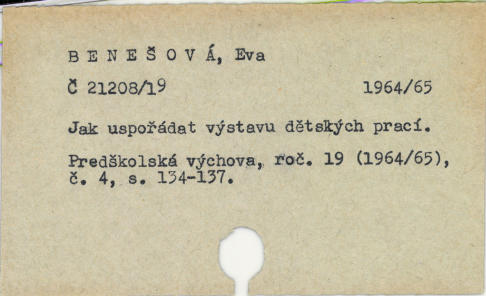 B E N E Š O V Á, Eva
Č 21208/19 1964/65
Jak uspořádat výstavu dětských prací.
Predškolská výchova, roč. 19 (1964/65),
č. 4, s. 134-137.